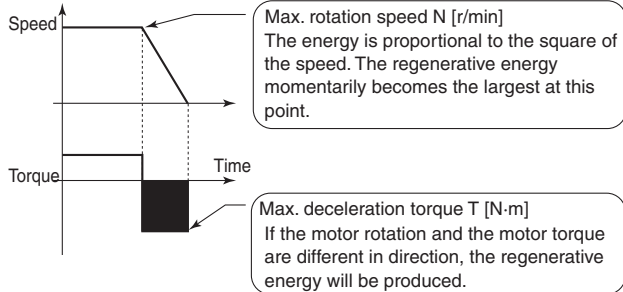 Speed
Max. rotation speed N [r/min]
The energy is proportional to the square of
the speed. The regenerative energy
momentarily becomes the largest at this
point.
Time
Torque
Max. deceleration torque T [N·m]
If the motor rotation and the motor torque
are different in direction, the regenerative
energy will be produced.